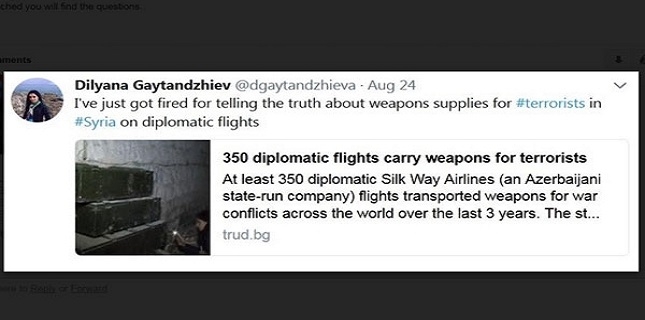 ched you will find the questions.
ments
Dilyana Gaytandzhiev @dgaytandzhieva · Aug 24
I've just got fired for telling the truth about weapons supplies for #terrorists in
#Syria on diplomatic flights
350 diplomatic flights carry weapons for terrorists
At least 350 diplomatic Silk Way Airlines (an Azerbaijani
state-run company) flights transported weapons for war
conflicts across the world over the last 3 years. The st...
trud.bg
ere to Reply or Forward